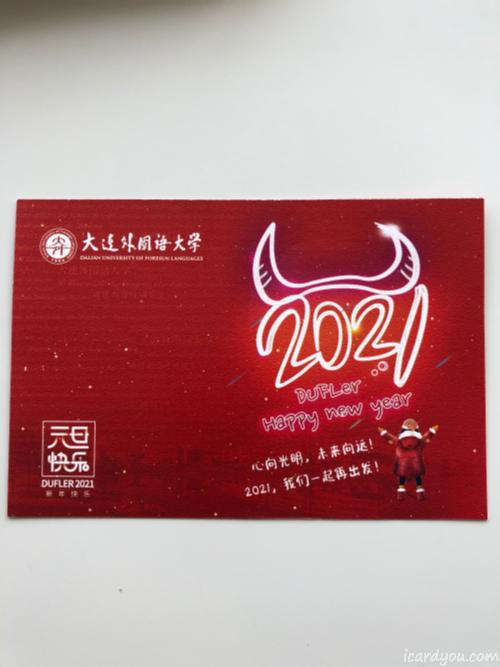 大连外国语大学
DALIAN UNIVERSITY OF FOREIGN LANGUAGES
2021
DUFLer
Happy new year
心向光明，未来向远！
2021，我们一起再出发！
元旦
快乐
DUFLER 2021
新年快乐
icardyou.com